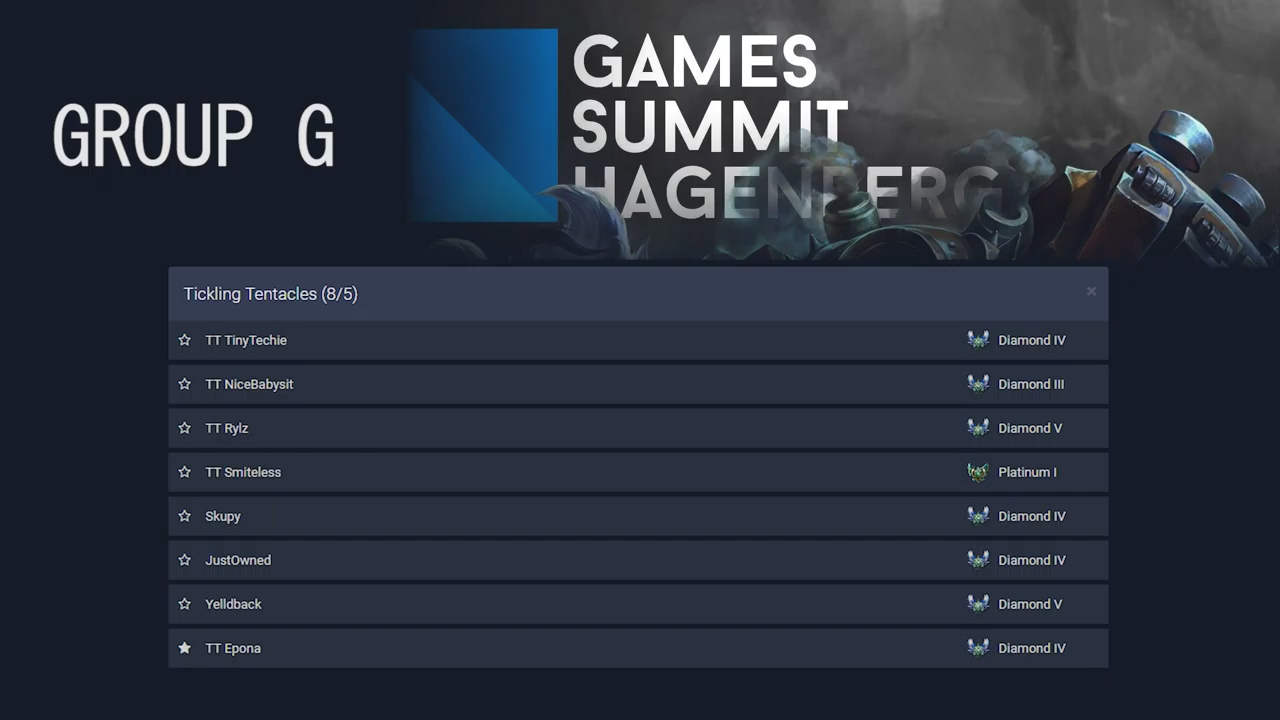 GROUP G
GAMES
SUMMIT
HAGENBERG
Tickling Tentacles (8/5)
TT TinyTechie Diamond IV
TT NiceBabysit Diamond III
TT Rylz Diamond V
TT Smiteless Platinum I
Skupy Diamond IV
JustOwned Diamond IV
Yelldback Diamond V
TT Epona Diamond IV